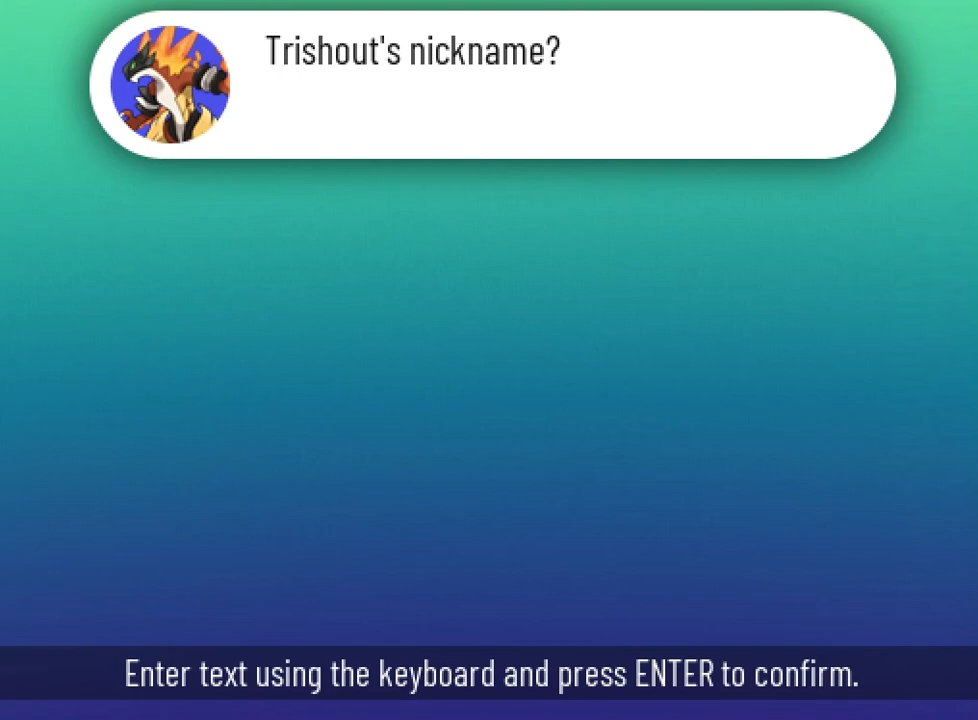 Trishout's nickname?
Enter text using the keyboard and press ENTER to confirm.